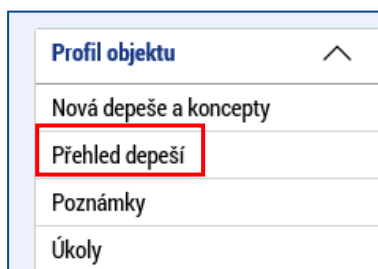 Profil objektu
Nová depeše a koncepty
Přehled depeší
Poznámky
Úkoly